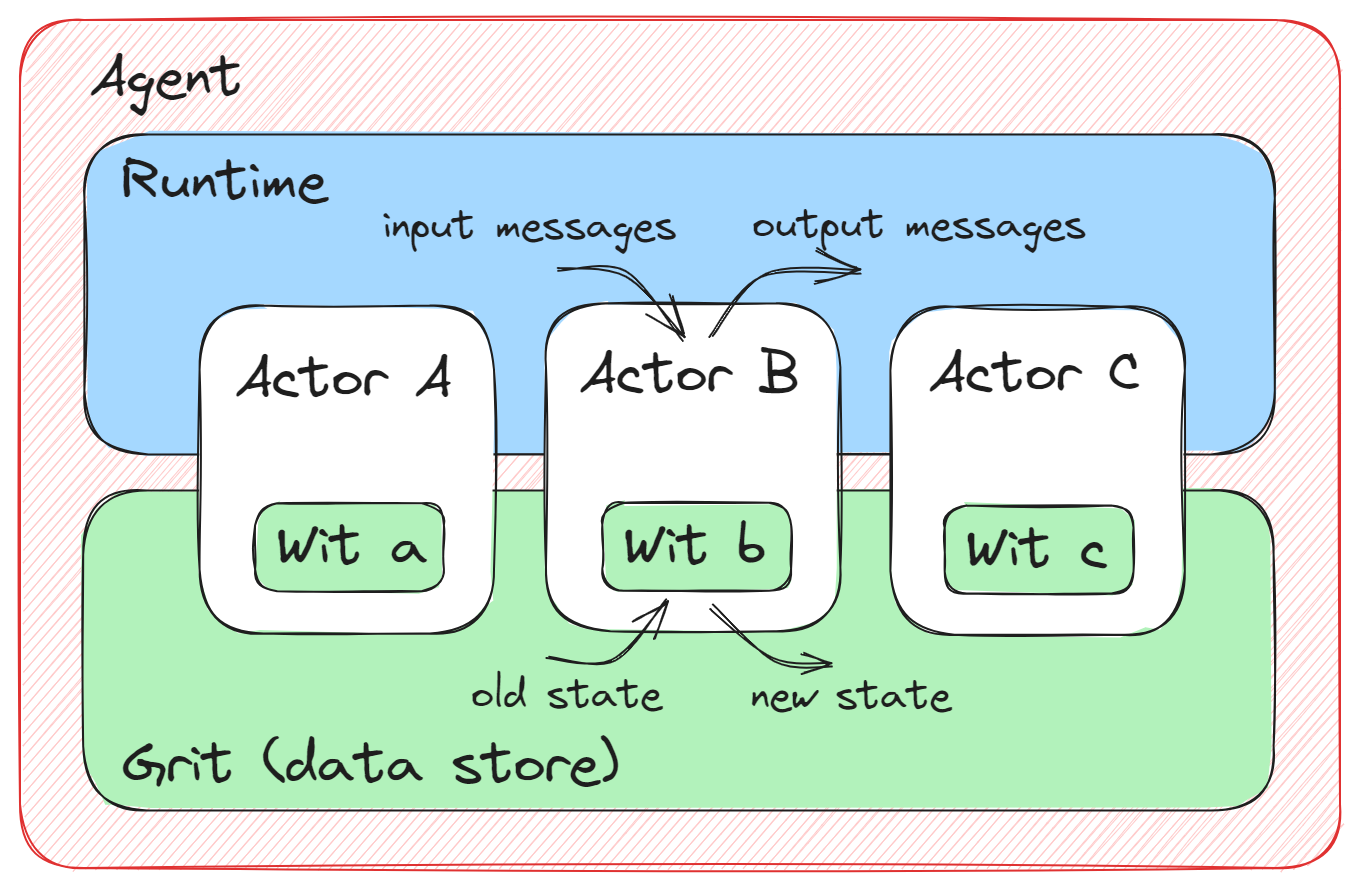 Agent
Runtime
input messages
output messages
Actor A
Actor B
Actor C
Wit a
Wit b
Wit c
old state
new state
Grit (data store)